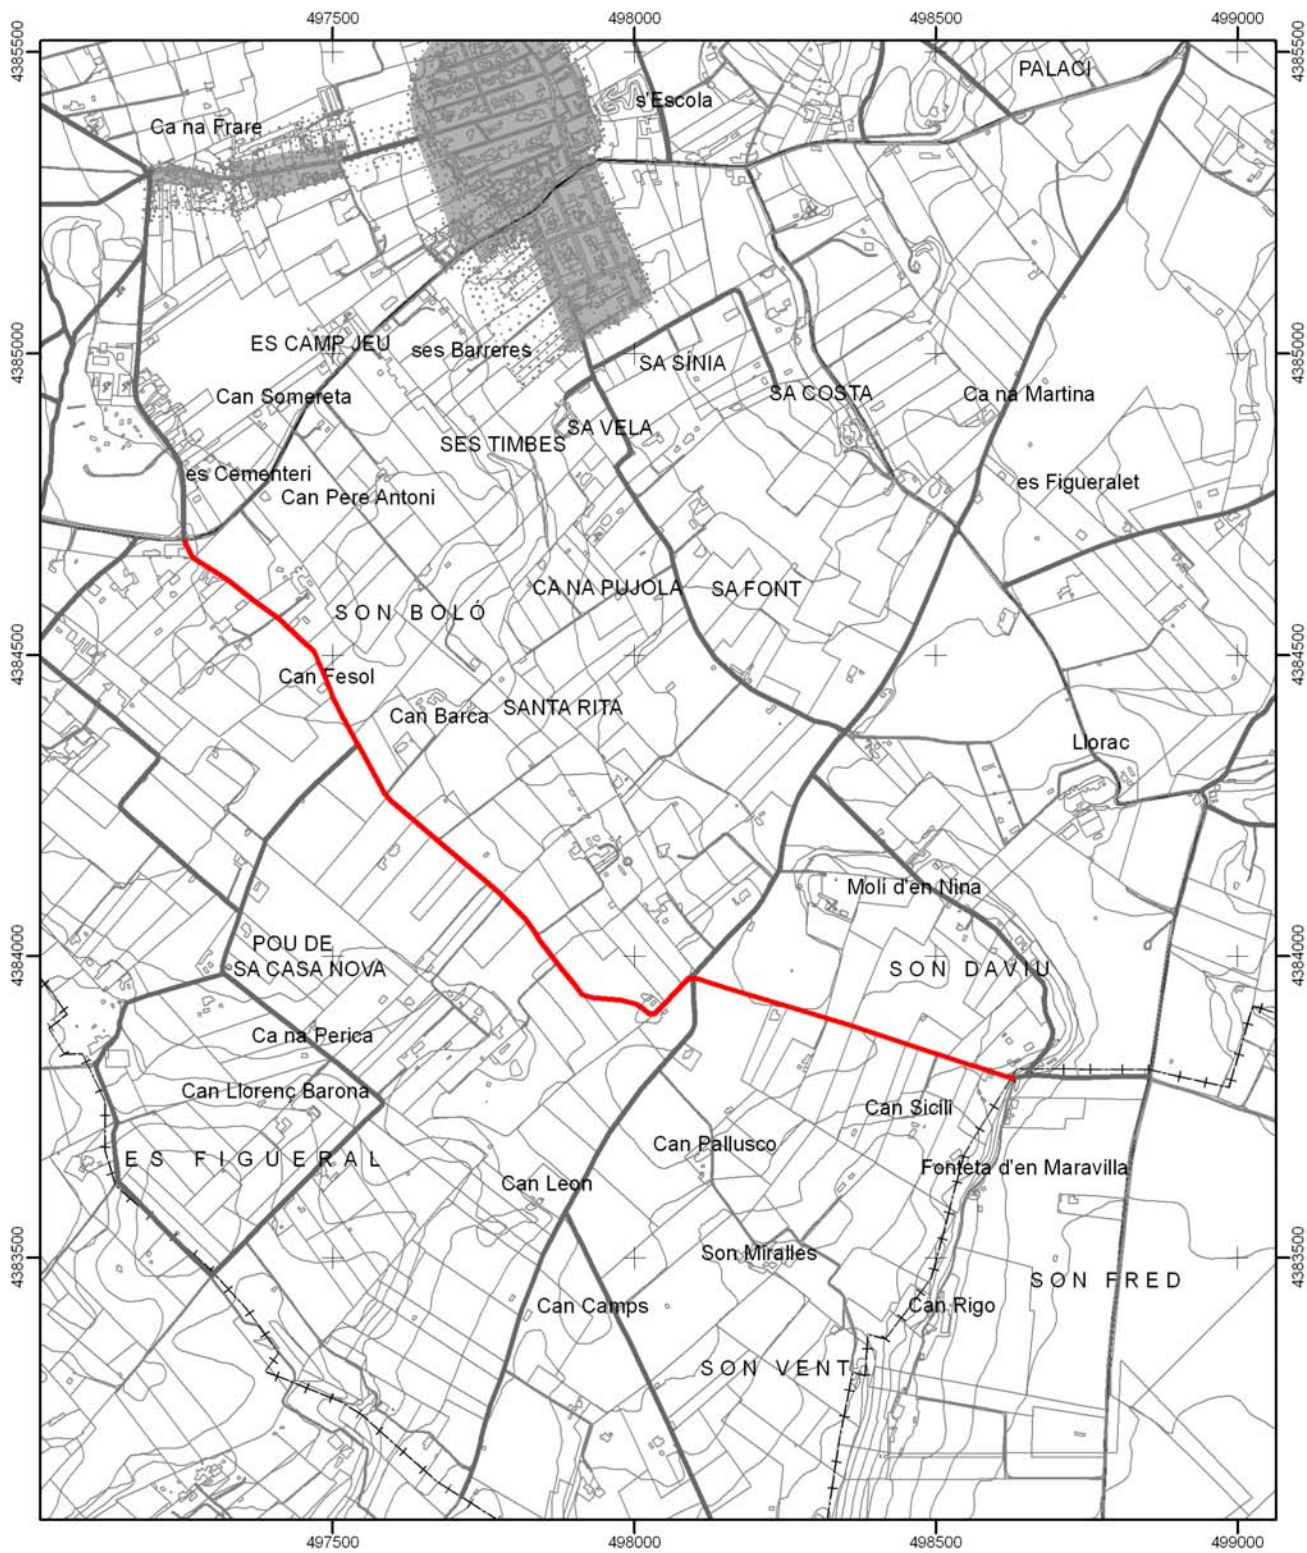 497500 498000 498500 499000
4385500 4385500
PALACI
s'Escola
Ca na Frare
ES CAMP JEU
ses Barreres
4385000 4385000
SA SÍNIA
SA COSTA
Ca na Martina
Can Somereta
SA VELA
SES TIMBES
es Cementeri
es Figueralet
Can Pere Antoni
CA NA PUJOLA
SA FONT
SON BOLÓ
4384500 4384500
Can Fesol
SANTA RITA
Can Barca
Llorac
Molí d'en Nina
POU DE
SA CASA NOVA
SON DAVIU
4384000 4384000
Ca na Perica
Can Llorenç Barona
Can Sicili
Can Pallusco
ES FIGUERAL
Fonteta d'en Maravilla
Can Leon
Son Miralles
4383500 4383500
SON FRED
Can Camps
Can Rigo
SON VENT
497500 498000 498500 499000